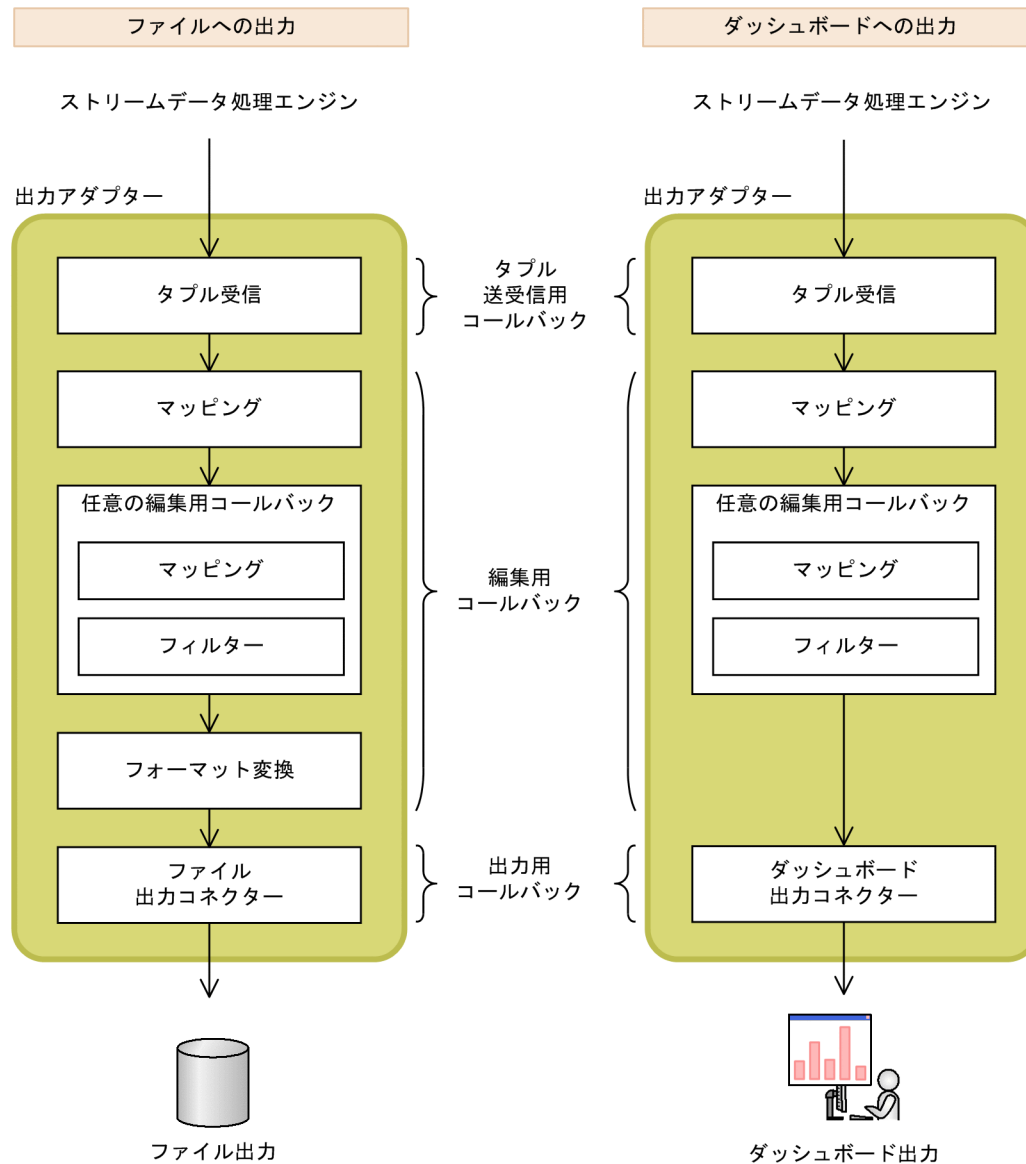 ファイルへの出力
ストリームデータ処理エンジン
出力アダプター
タプル受信
マッピング
任意の編集用コールバック
マッピング
フィルター
フォーマット変換
ファイル
出力コネクター
ファイル出力
タプル
送受信用
コールバック
編集用
コールバック
出力用
コールバック
ダッシュボードへの出力
ストリームデータ処理エンジン
出力アダプター
タプル受信
マッピング
任意の編集用コールバック
マッピング
フィルター
ダッシュボード
出力コネクター
ダッシュボード出力